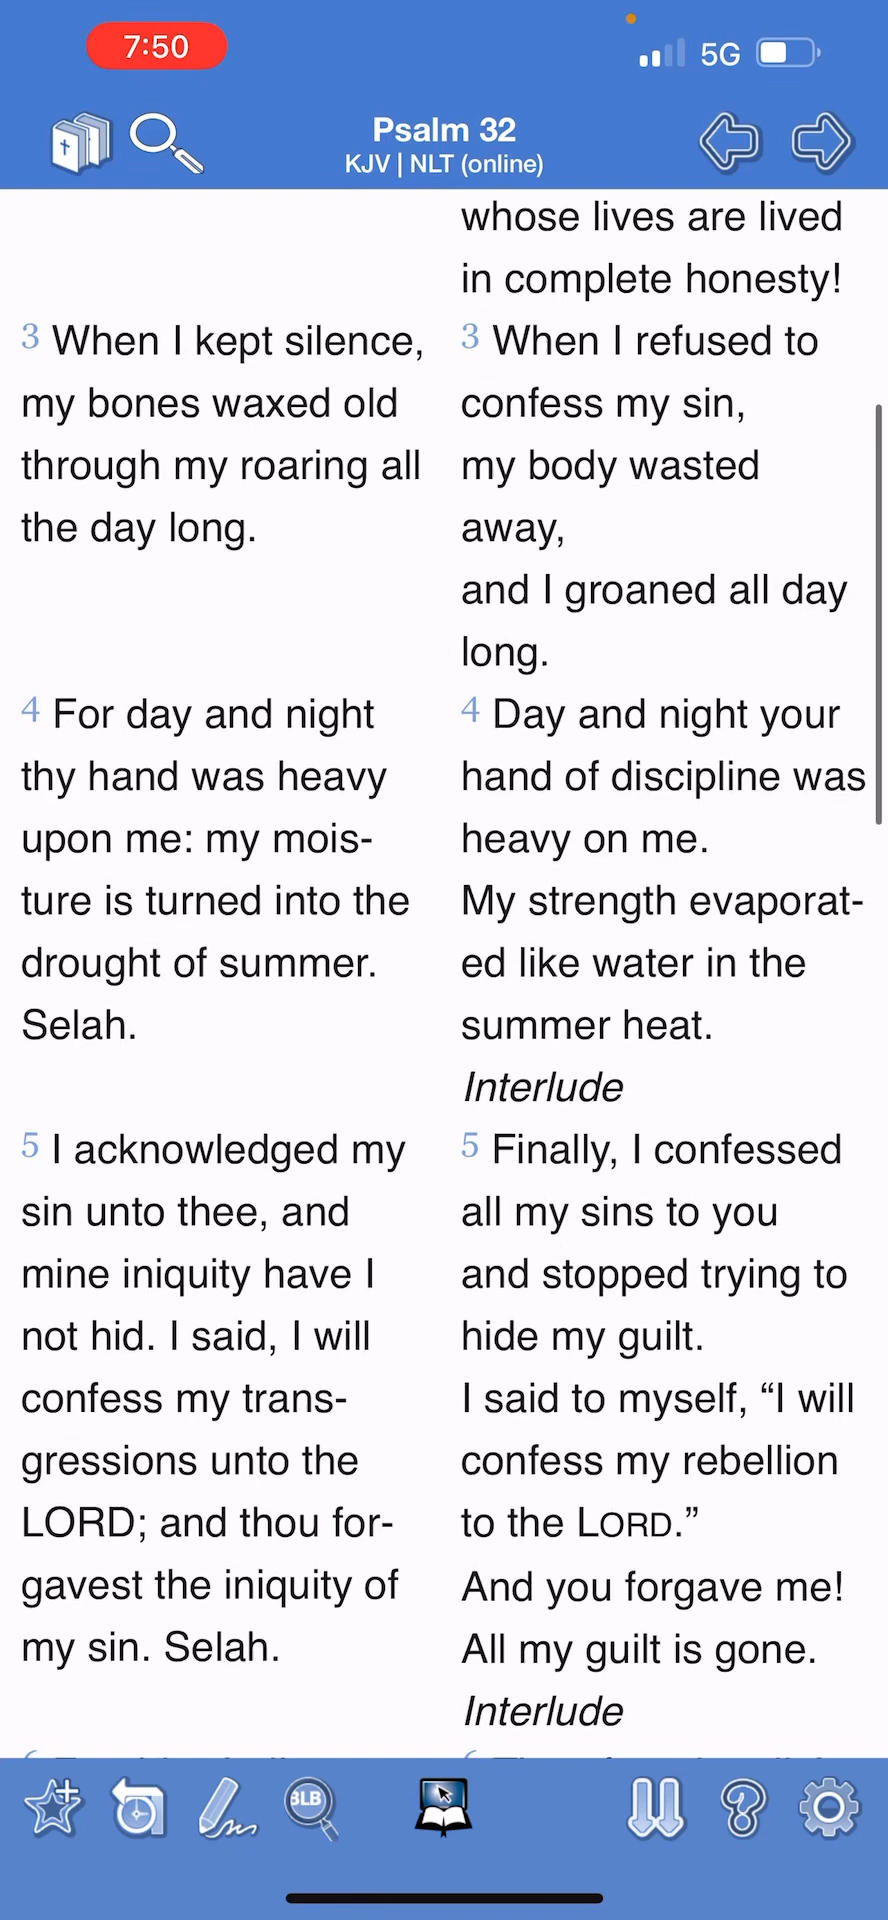 7:50
5G
Psalm 32
KJV | NLT (online)
whose lives are lived
in complete honesty!
3 When I kept silence,
my bones waxed old
through my roaring all
the day long.
3 When I refused to
confess my sin,
my body wasted
away,
and I groaned all day
long.
4 For day and night
thy hand was heavy
upon me: my mois-
ture is turned into the
drought of summer.
Selah.
4 Day and night your
hand of discipline was
heavy on me.
My strength evaporat-
ed like water in the
summer heat.
Interlude
5 I acknowledged my
sin unto thee, and
mine iniquity have I
not hid. I said, I will
confess my trans-
gressions unto the
LORD; and thou for-
gavest the iniquity of
my sin. Selah.
5 Finally, I confessed
all my sins to you
and stopped trying to
hide my guilt.
I said to myself, “I will
confess my rebellion
to the LORD.”
And you forgave me!
All my guilt is gone.
Interlude
BLB